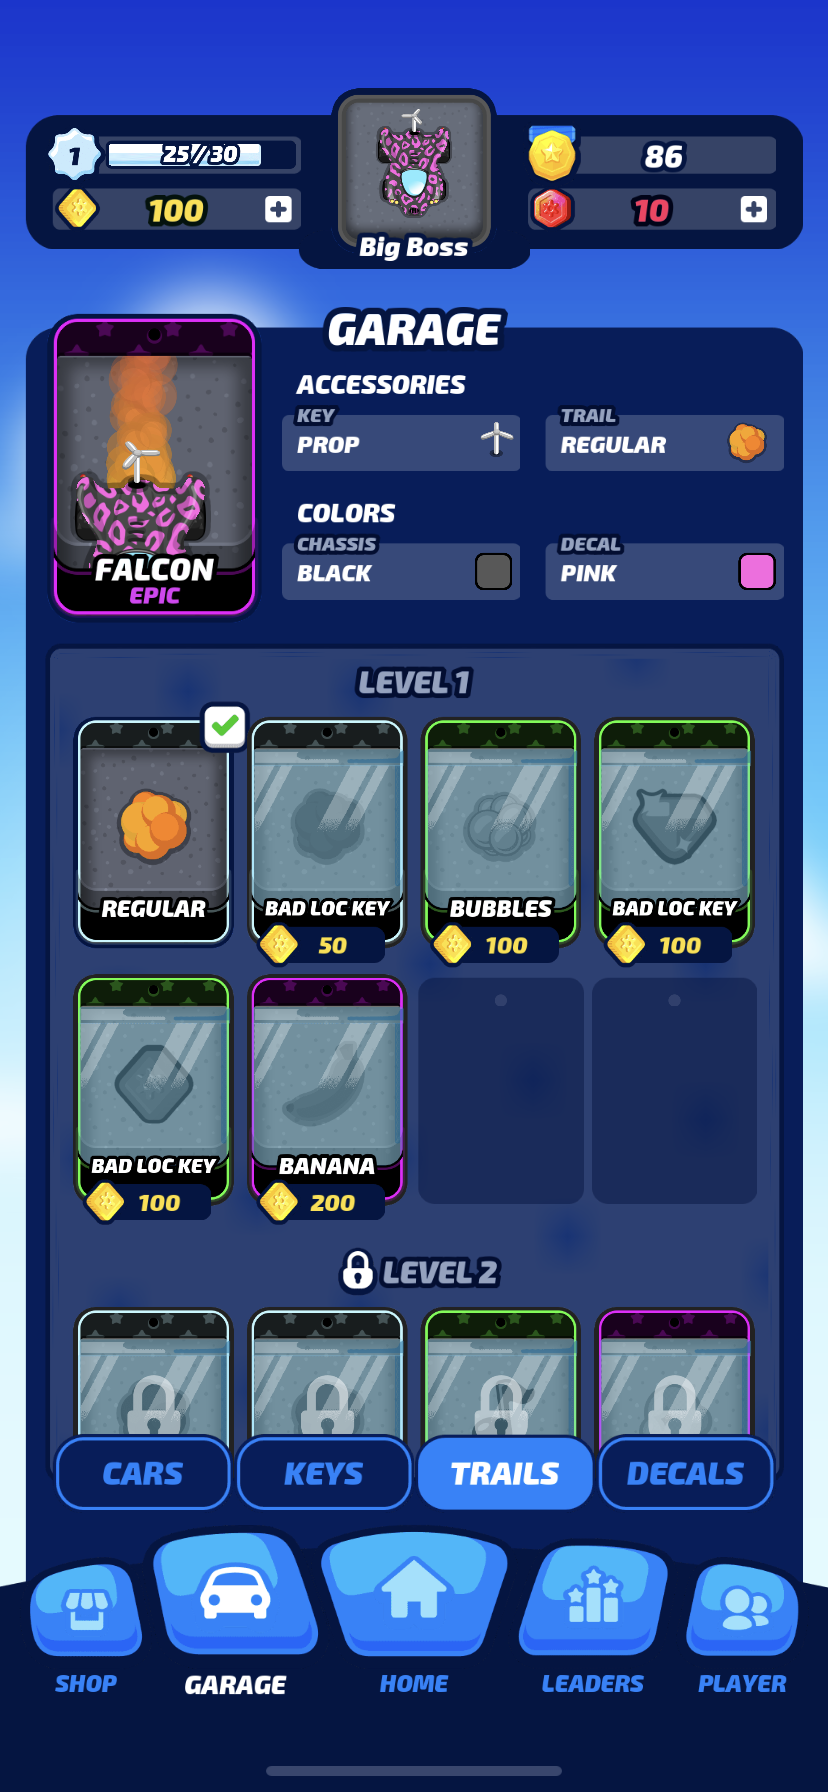 1
25/30
86
100
10
Big Boss
GARAGE
ACCESSORIES
KEY
PROP
TRAIL
REGULAR
COLORS
CHASSIS
BLACK
DECAL
PINK
FALCON
EPIC
LEVEL 1
REGULAR
BAD LOC KEY
BUBBLES
BAD LOC KEY
50
100
100
BAD LOC KEY
BANANA
100
200
LEVEL 2
CARS
KEYS
TRAILS
DECALS
SHOP
GARAGE
HOME
LEADERS
PLAYER